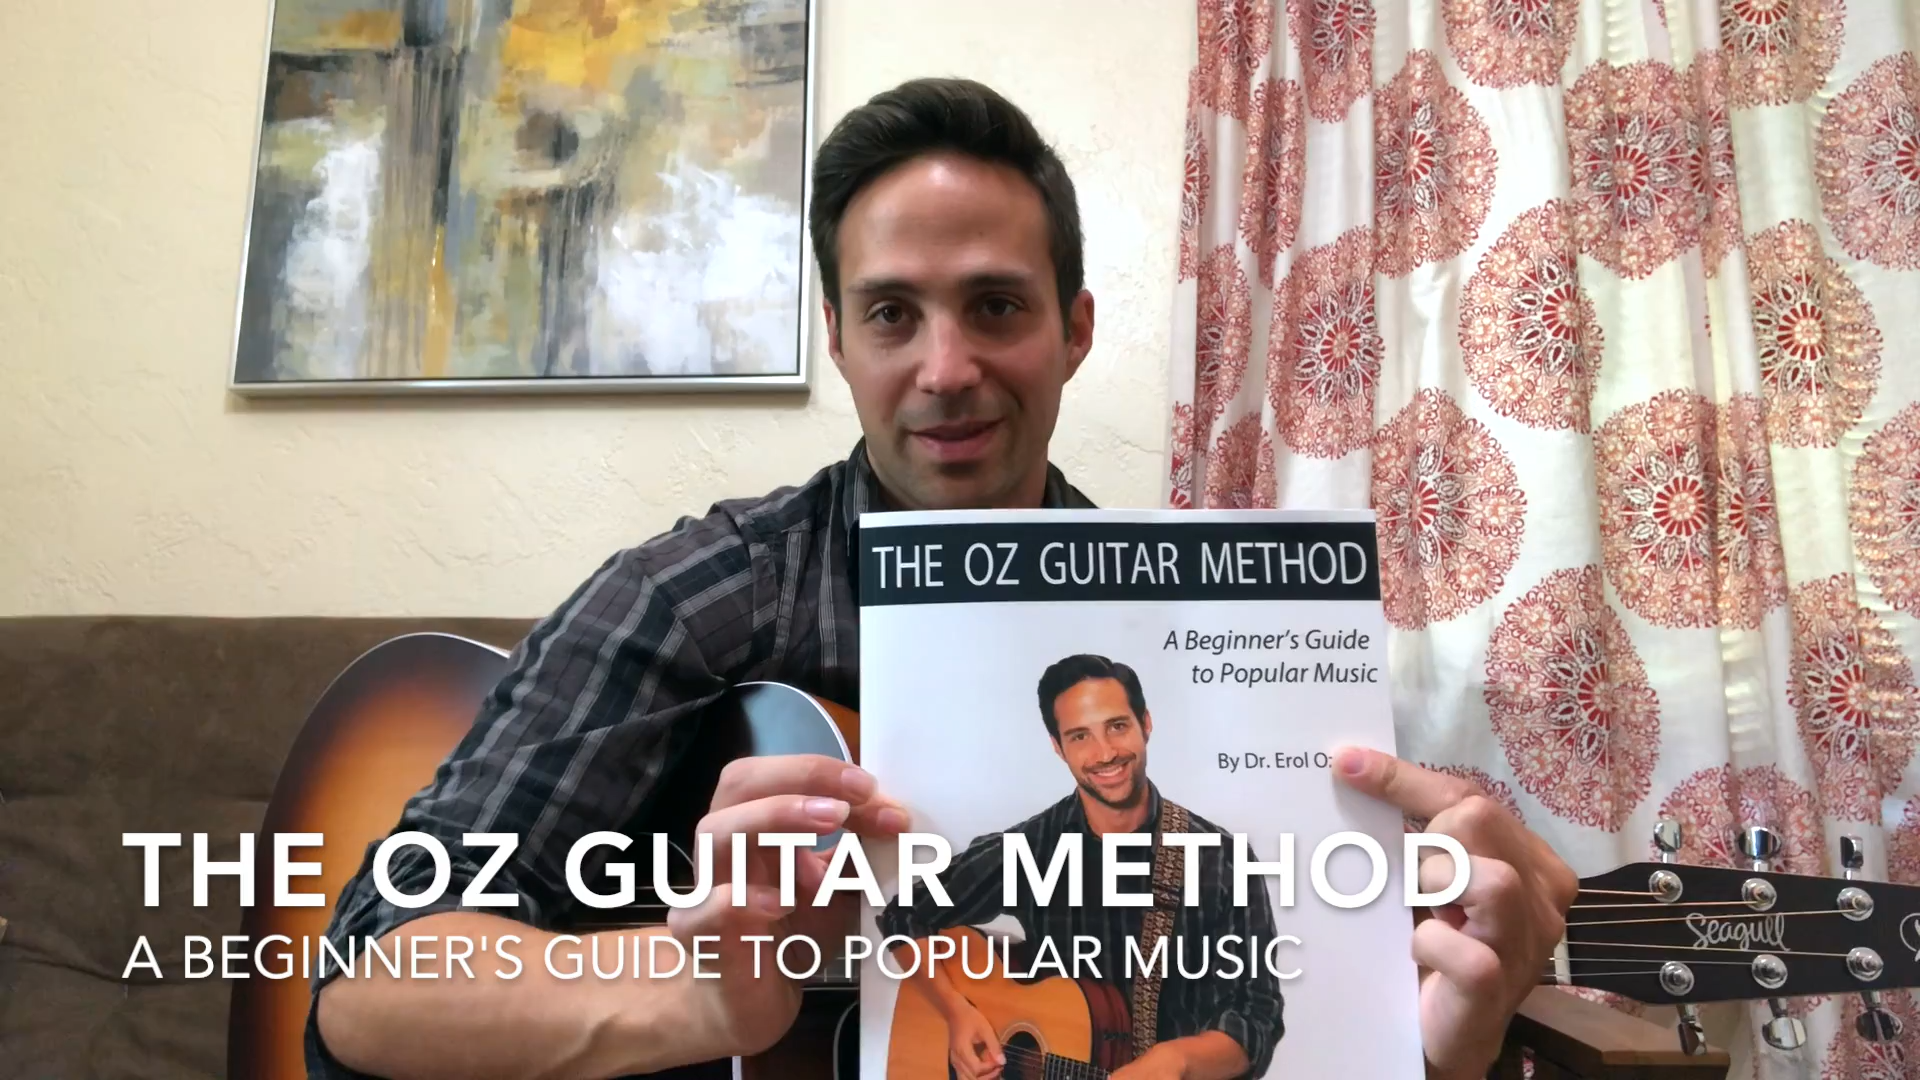 THE OZ GUITAR METHOD
A Beginner's Guide
to Popular Music
By Dr. Erol
THE OZ GUITAR METHOD
A BEGINNER'S GUIDE TO POPULAR MUSIC
Seagull